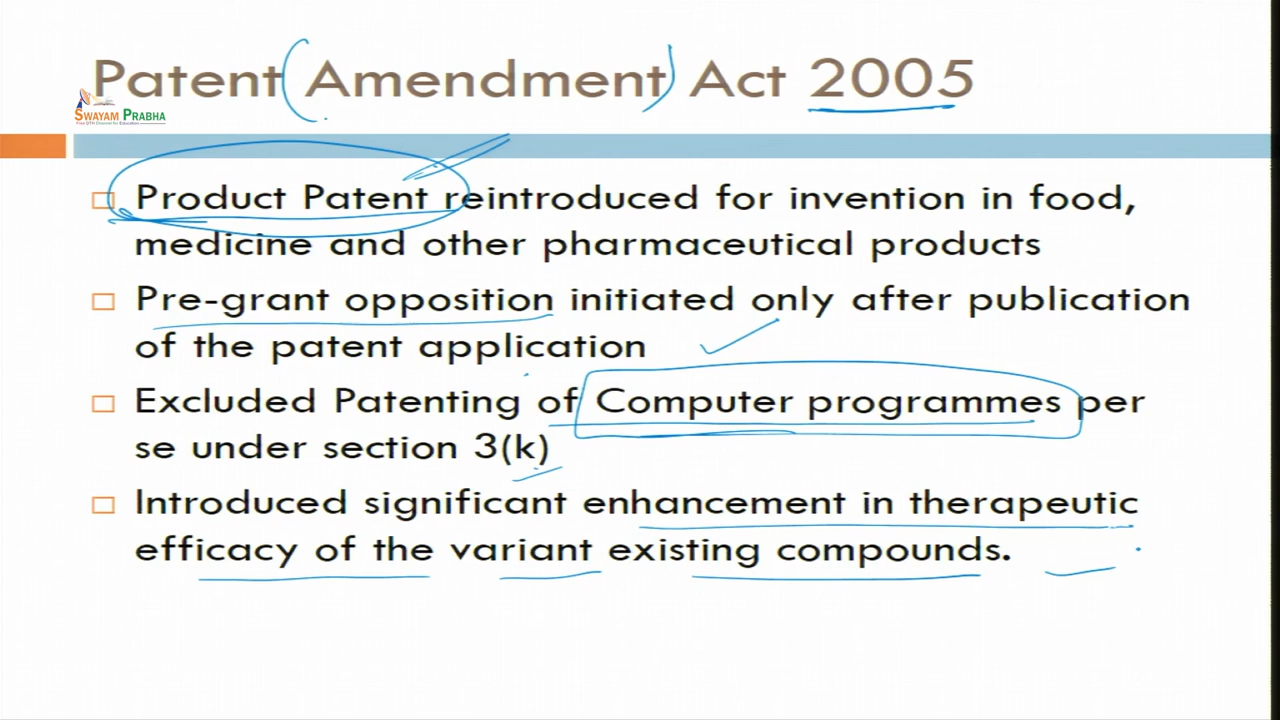 Patent (Amendment) Act 2005
SWAYAM PRABHA
Product Patent reintroduced for invention in food,
medicine and other pharmaceutical products
Pre-grant opposition initiated only after publication
of the patent application
Excluded Patenting of Computer programmes per
se under section 3(k)
Introduced significant enhancement in therapeutic
efficacy of the variant existing compounds.